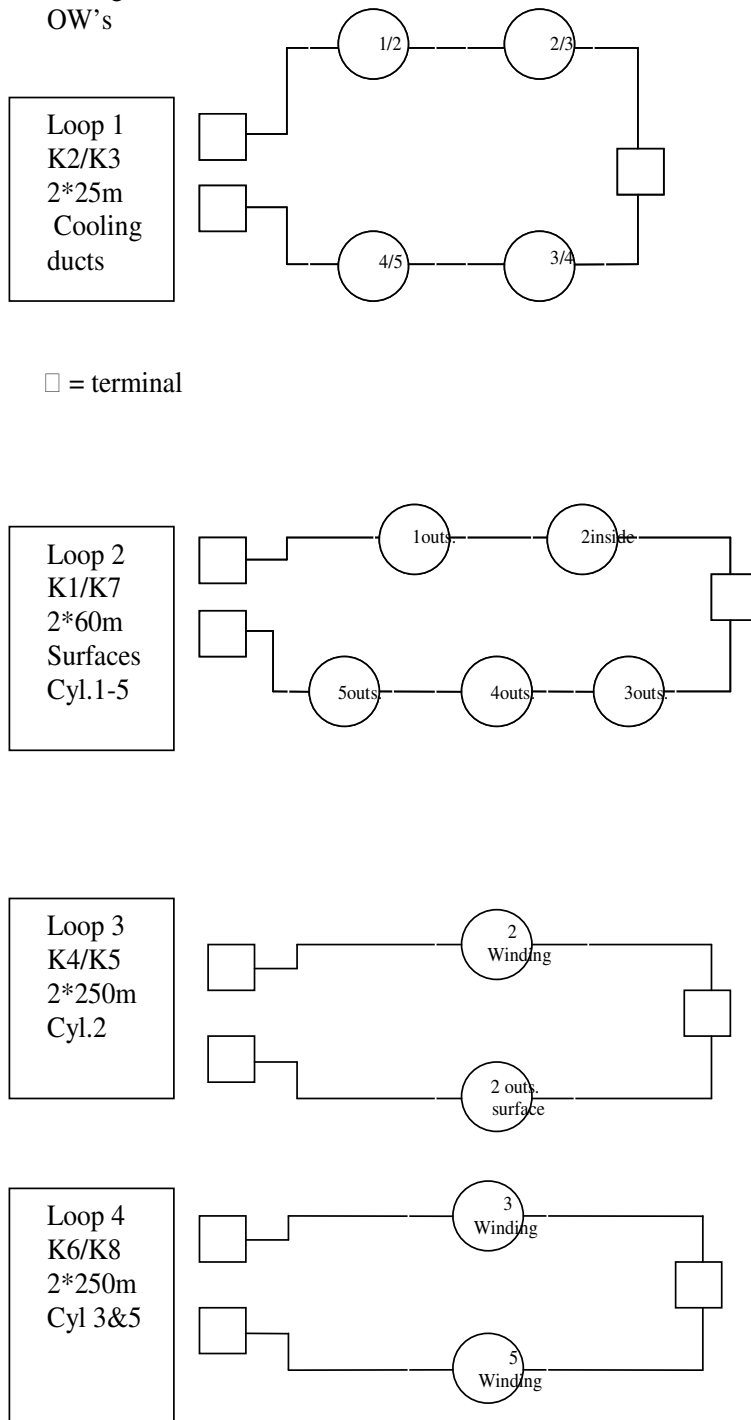 OW's
1/2
2/3
Loop 1
K2/K3
2*25m
Cooling
ducts
4/5
3/4
□ = terminal
1outs.
2inside
Loop 2
K1/K7
2*60m
Surfaces
Cyl.1-5
5outs.
4outs.
3outs.
Loop 3
K4/K5
2*250m
Cyl.2
2
Winding
2 outs.
surface
Loop 4
K6/K8
2*250m
Cyl 3&5
3
Winding
5
Winding